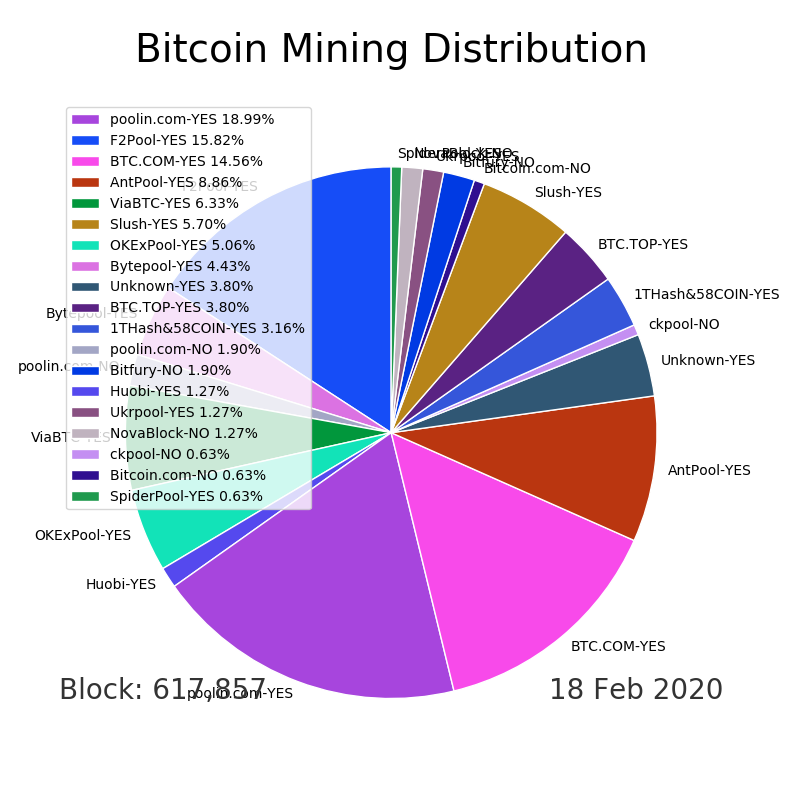 Bitcoin Mining Distribution
poolin.com-YES 18.99%
F2Pool-YES 15.82%
BTC.COM-YES 14.56%
AntPool-YES 8.86%
ViaBTC-YES 6.33%
Slush-YES 5.70%
OKExPool-YES 5.06%
Bytepool-YES 4.43%
Unknown-YES 3.80%
BTC.TOP-YES 3.80%
1THash&58COIN-YES 3.16%
poolin.com-NO 1.90%
Bitfury-NO 1.90%
Huobi-YES 1.27%
Ukrpool-YES 1.27%
NovaBlock-NO 1.27%
ckpool-NO 0.63%
Bitcoin.com-NO 0.63%
SpiderPool-YES 0.63%
SpiderPool-YES
NovaBlock-NO
Ukrpool-YES
Bitfury-NO
Bitcoin.com-NO
Slush-YES
BTC.TOP-YES
1THash&58COIN-YES
ckpool-NO
Unknown-YES
AntPool-YES
BTC.COM-YES
poolin.com-YES
Huobi-YES
OKExPool-YES
ViaBTC-YES
poolin.com-NO
Bytepool-YES
F2Pool-YES
Block: 617,857
18 Feb 2020